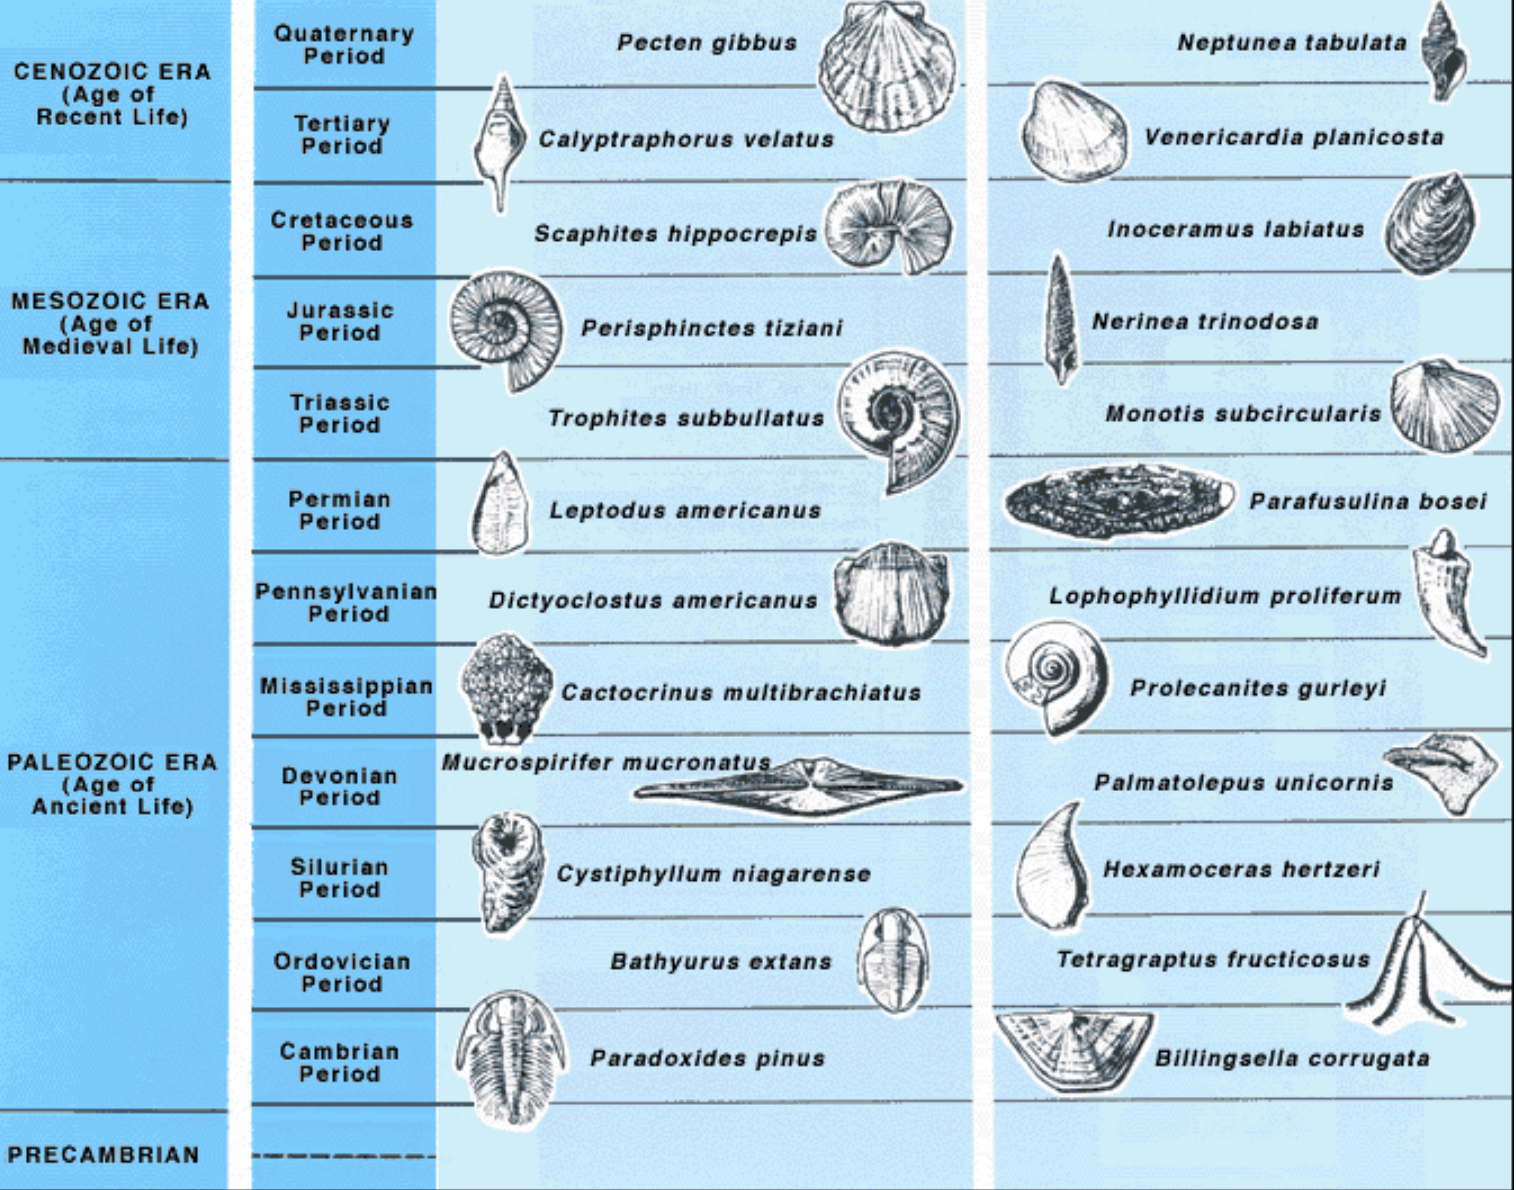 Quaternary
Period
Pecten gibbus
Neptunea tabulata
CENOZOIC ERA
(Age of
Recent Life)
Tertiary
Period
Calyptraphorus velatus
Venericardia planicosta
Cretaceous
Period
Scaphites hippocrepis
Inoceramus labiatus
MESOZOIC ERA
(Age of
Medieval Life)
Jurassic
Period
Perisphinctes tiziani
Nerinea trinodosa
Triassic
Period
Trophites subbullatus
Monotis subcircularis
Permian
Period
Leptodus americanus
Parafusulina bosei
Pennsylvanian
Period
Dictyoclostus americanus
Lophophyllidium proliferum
Mississippian
Period
Cactocrinus multibrachiatus
Prolecanites gurleyi
PALEOZOIC ERA
(Age of
Ancient Life)
Devonian
Period
Mucrospirifer mucronatus
Palmatolepus unicornis
Silurian
Period
Cystiphyllum niagarense
Hexamoceras hertzeri
Ordovician
Period
Bathyurus extans
Tetragraptus fructicosus
Cambrian
Period
Paradoxides pinus
Billingsella corrugata
PRECAMBRIAN